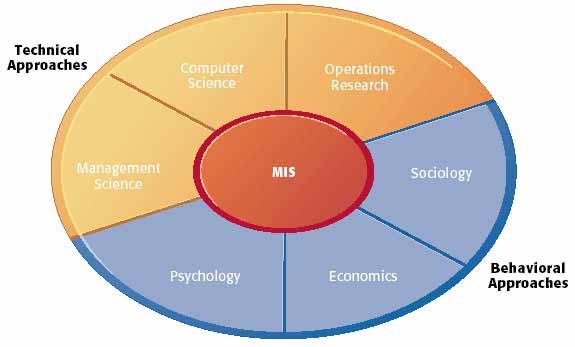 Technical
Approaches
Computer
Science
Operations
Research
Management
Science
MIS
Sociology
Psychology
Economics
Behavioral
Approaches